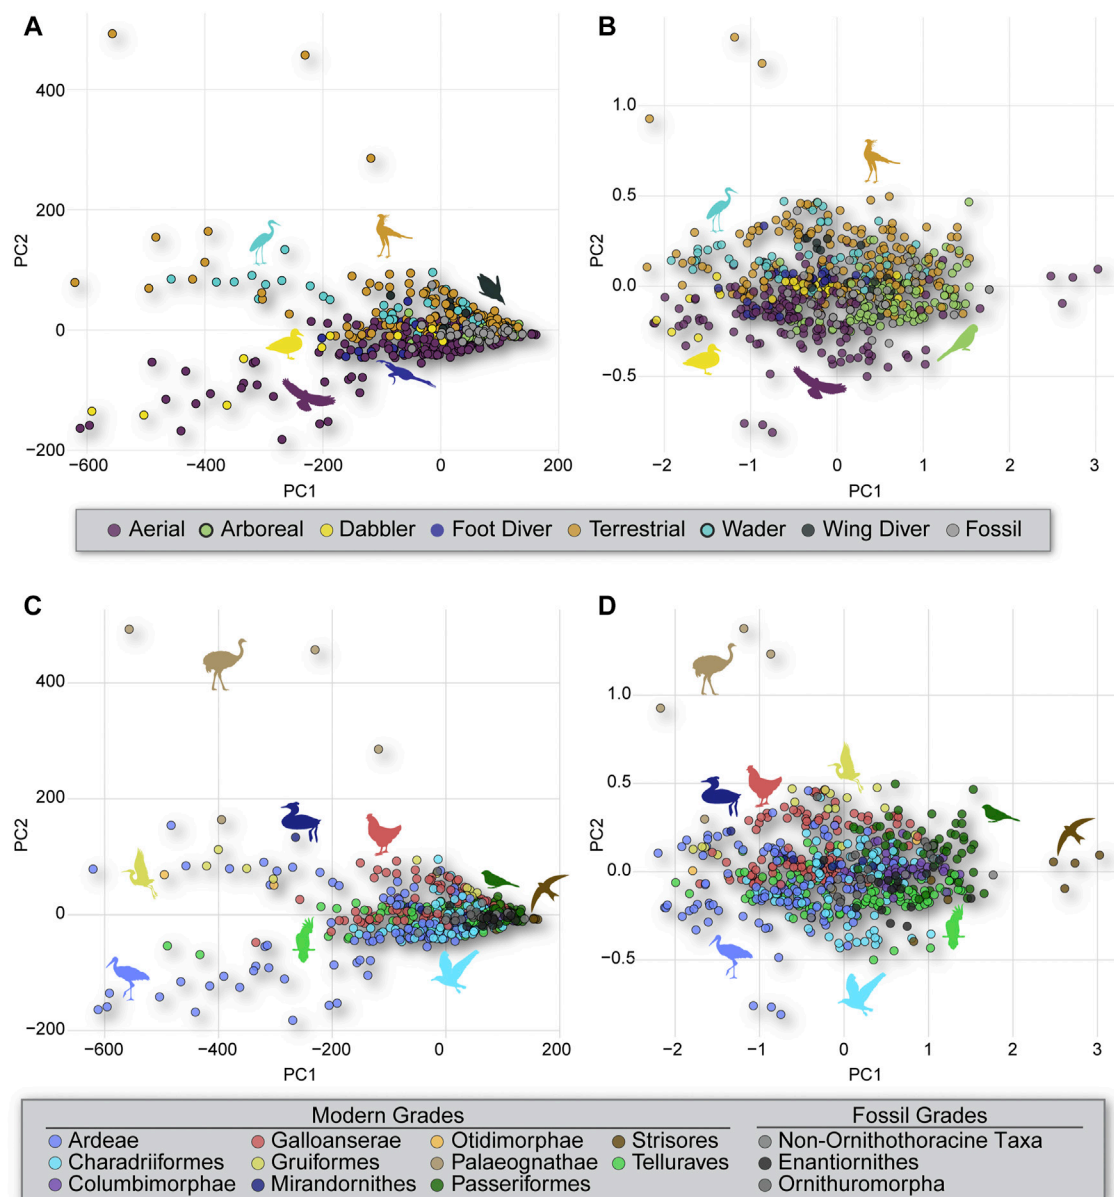 A
B
400
200
0
−200
PC2
−600
−400
−200
0
200
PC1
1.0
0.5
0.0
−0.5
PC2
−2
−1
0
1
2
3
PC1
Aerial Arboreal Dabbler Foot Diver Terrestrial Wader Wing Diver Fossil
C
D
400
200
0
−200
PC2
−600
−400
−200
0
200
PC1
1.0
0.5
0.0
−0.5
PC2
−2
−1
0
1
2
3
PC1
Modern Grades Fossil Grades
Ardeae Galloanserae Otidimorphae Strisores Non-Ornithothoracine Taxa
Charadriiformes Gruiformes Palaeognathae Telluraves Enantiornithes
Columbimorphae Mirandornithes Passeriformes Ornithuromorpha